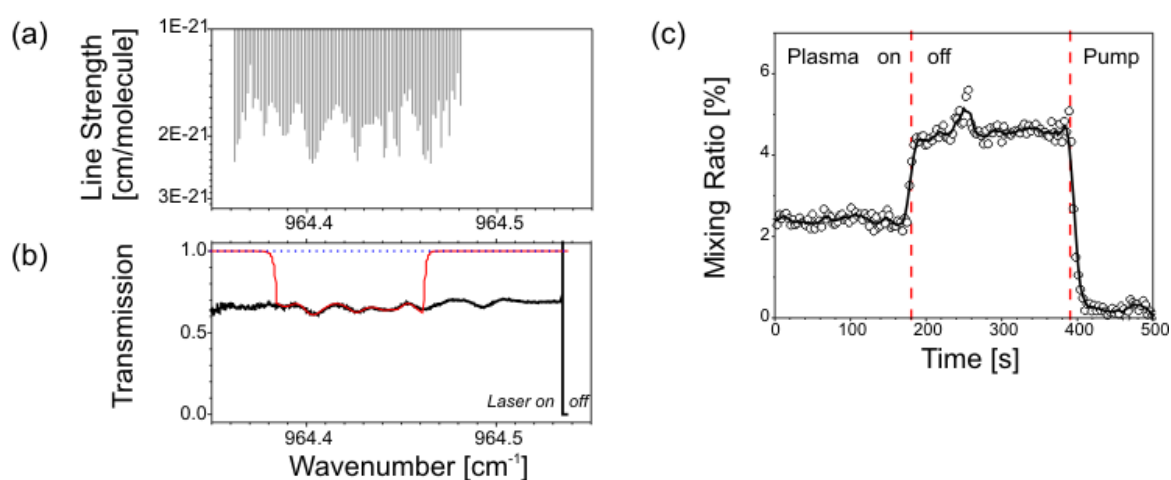 (a)
Line Strength
[cm/molecule]
1E-21
2E-21
3E-21
964.4 964.5
(b)
Transmission
1.0
0.5
0.0
Laser on off
964.4 964.5
Wavenumber [cm⁻¹]
(c)
Mixing Ratio [%]
6
4
2
0
Plasma on off Pump
0 100 200 300 400 500
Time [s]